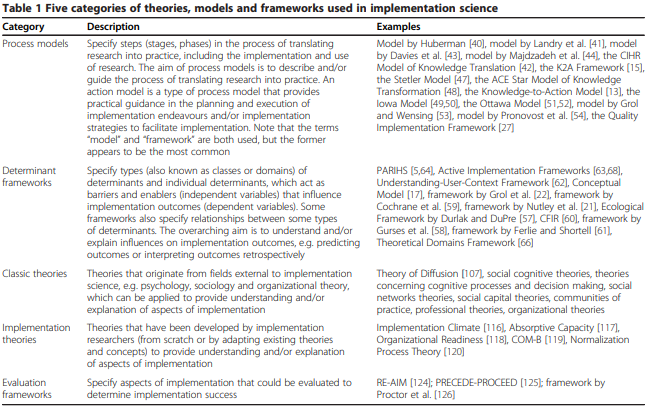 Table 1 Five categories of theories, models and frameworks used in implementation science
Category Description Examples
Process models Specify steps (stages, phases) in the process of translating Model by Huberman [40], model by Landry et al. [41], model
research into practice, including the implementation and use by Davies et al. [43], model by Majdzadeh et al. [44], the CIHR
of research. The aim of process models is to describe and/or Model of Knowledge Translation [42], the K2A Framework [15],
guide the process of translating research into practice. An the Stetler Model [47], the ACE Star Model of Knowledge
action model is a type of process model that provides Transformation [48], the Knowledge-to-Action Model [13], the
practical guidance in the planning and execution of Iowa Model [49,50], the Ottawa Model [51,52], model by Grol
implementation endeavours and/or implementation and Wensing [53], model by Pronovost et al. [54], the Quality
strategies to facilitate implementation. Note that the terms Implementation Framework [27]
“model” and “framework” are both used, but the former
appears to be the most common
Determinant Specify types (also known as classes or domains) of PARIHS [5,64], Active Implementation Frameworks [63,68],
frameworks determinants and individual determinants, which act as Understanding-User-Context Framework [62], Conceptual
barriers and enablers (independent variables) that influence Model [17], framework by Grol et al. [22], framework by
implementation outcomes (dependent variables). Some Cochrane et al. [59], framework by Nutley et al. [21], Ecological
frameworks also specify relationships between some types Framework by Durlak and DuPre [57], CFIR [60], framework by
of determinants. The overarching aim is to understand and/or Gurses et al. [58], framework by Ferlie and Shortell [61],
explain influences on implementation outcomes, e.g. predicting Theoretical Domains Framework [66]
outcomes or interpreting outcomes retrospectively
Classic theories Theories that originate from fields external to implementation Theory of Diffusion [107], social cognitive theories, theories
science, e.g. psychology, sociology and organizational theory, concerning cognitive processes and decision making, social
which can be applied to provide understanding and/or networks theories, social capital theories, communities of
explanation of aspects of implementation practice, professional theories, organizational theories
Implementation Theories that have been developed by implementation Implementation Climate [116], Absorptive Capacity [117],
theories researchers (from scratch or by adapting existing theories Organizational Readiness [118], COM-B [119], Normalization
and concepts) to provide understanding and/or explanation Process Theory [120]
of aspects of implementation
Evaluation Specify aspects of implementation that could be evaluated to RE-AIM [124]; PRECEDE-PROCEED [125]; framework by
frameworks determine implementation success Proctor et al. [126]